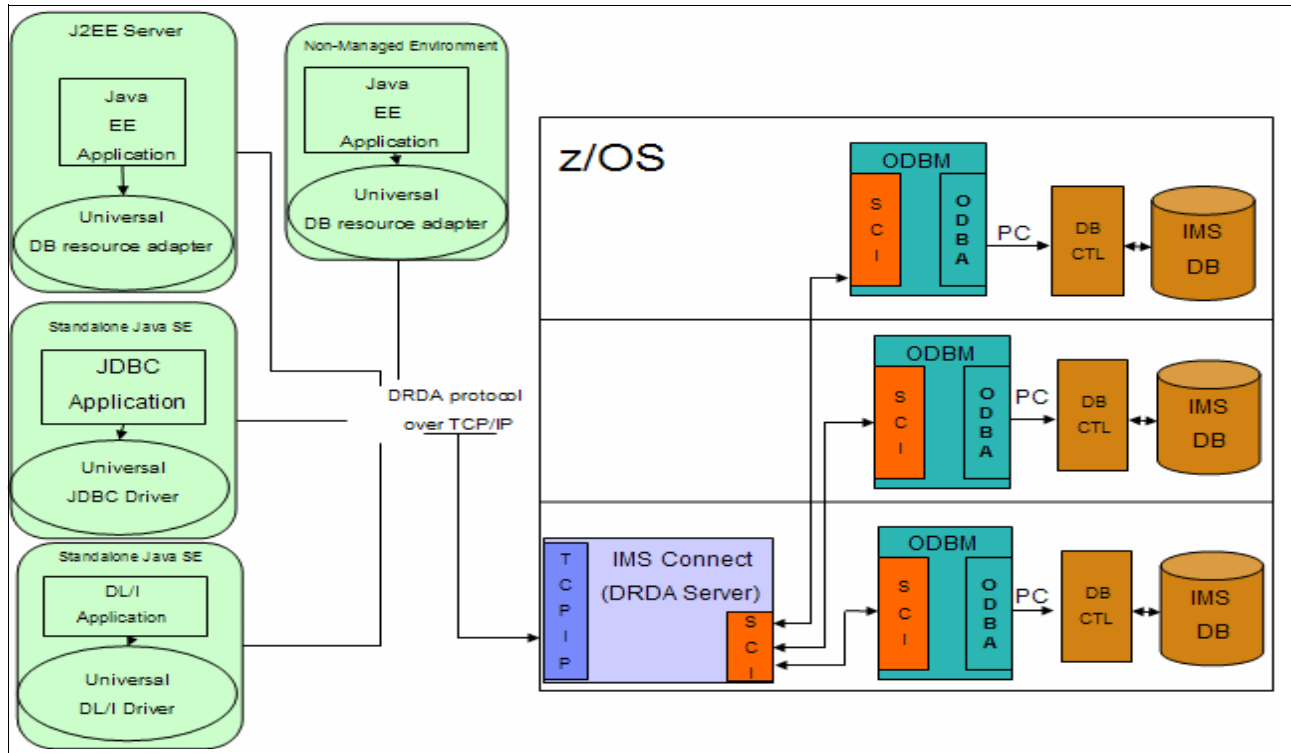 J2EE Server
Java
EE
Application
Universal
DB resource adapter
Non-Managed Environment
Java
EE
Application
Universal
DB resource adapter
Standalone Java SE
JDBC
Application
Universal
JDBC Driver
Standalone Java SE
DL/I
Application
Universal
DL/I Driver
DRDA protocol
over TCP/IP
z/OS
ODBM
S
C
I
O
D
B
A
PC
DB
CTL
IMS
DB
ODBM
S
C
I
O
D
B
A
PC
DB
CTL
IMS
DB
T
C
P
I
P
IMS Connect
(DRDA Server)
S
C
I
ODBM
S
C
I
O
D
B
A
PC
DB
CTL
IMS
DB